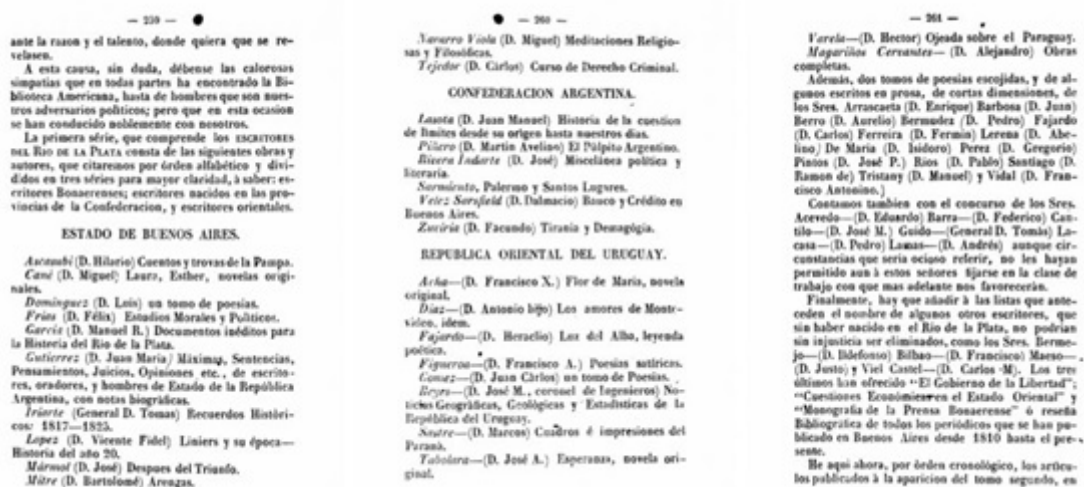 — 259 —
ante la razon y el talento, donde quiera que se re-
velasen.
A esta causa, sin duda, débense las calorosas
simpatias que en todas partes ha encontrado la Bi-
blioteca Americana, hasta de hombres que son nues-
tros adversarios politicos; pero que en esta ocasion
se han conducido noblemente con nosotros.
La primera série, que comprende los ESCRITORES
DEL RIO DE LA PLATA consta de las siguientes obras y
autores, que citaremos por órden alfabético y divi-
didos en tres séries para mayor claridad, à saber: es-
critores Bonaerenses; escritores nacidos en las pro-
vincias de la Confederacion, y escritores orientales.
ESTADO DE BUENOS AIRES.
Ascasubi (D. Hilario) Cuentos y trovas de la Pampa.
Cané (D. Miguel) Laura, Esther, novelas origi-
nales.
Dominguez (D. Luis) un tomo de poesias.
Frias (D. Félix) Estudios Morales y Politicos.
Garcia (D. Manuel R.) Documentos inéditos para
la Historia del Rio de la Plata.
Gutierrez (D. Juan Maria) Máximas, Sentencias,
Pensamientos, Juicios, Opiniones etc., de escrito-
res, oradores, y hombres de Estado de la República
Argentina, con notas biográficas.
Iriarte (General D. Tomas) Recuerdos Históri-
cos: 1817—1825.
Lopez (D. Vicente Fidel) Liniers y su época—
Historia del año 20.
Mármol (D. José) Despues del Triunfo.
Mitre (D. Bartolomé) Arengas.
— 260 —
Navarro Viola (D. Miguel) Meditaciones Religio-
sas y Filosóficas.
Tejedor (D. Cárlos) Curso de Derecho Criminal.
CONFEDERACION ARGENTINA.
Lasota (D. Juan Manuel) Historia de la cuestion
de limites desde su origen hasta nuestros dias.
Piñero (D. Martin Avelino) El Púlpito Argentino.
Rivera Indarte (D. José) Miscelánea política y
literaria.
Sarmiento, Palermo y Santos Lugares.
Velez Sarsfield (D. Dalmacio) Banco y Crédito en
Buenos Aires.
Zuviria (D. Facundo) Tirania y Demagógia.
REPUBLICA ORIENTAL DEL URUGUAY.
Acha—(D. Francisco X.) Flor de Maria, novela
original.
Diaz—(D. Antonio hijo) Los amores de Monte-
video, idem.
Fajardo—(D. Heraclio) Luz del Alba, leyenda
poética.
Figueroa—(D. Francisco A.) Poesias satíricas.
Gomez—(D. Juan Cárlos) un tomo de Poesias.
Reyes—(D. José M., coronel de Ingenieros) No-
ticias Geográficas, Geológicas y Estadísticas de la
República del Uruguay.
Sastre—(D. Marcos) Cuadros é impresiones del
Paraná.
Tabolara—(D. José A.) Esperanza, novela ori-
ginal.
— 261 —
Varela—(D. Hector) Ojeada sobre el Paraguay.
Magariños Cervantes—(D. Alejandro) Obras
completas.
Además, dos tomos de poesias escojidas, y de al-
gunos escritos en prosa, de cortas dimensiones, de
los Sres. Arrascaeta (D. Enrique) Barbosa (D. Juan)
Berro (D. Aurelio) Bermudez (D. Pedro) Fajardo
(D. Carlos) Ferreira (D. Fermin) Lerena (D. Abe-
lino) De Maria (D. Isidoro) Perez (D. Gregorio)
Pintos (D. José P.) Rios (D. Pablo) Santiago (D.
Ramon de) Tristany (D. Manuel) y Vidal (D. Fran-
cisco Antonino.)
Contamos tambien con el concurso de los Sres.
Acevedo—(D. Eduardo) Barra—(D. Federico) Can-
tilo—(D. José M.) Guido—(General D. Tomás) La-
casa—(D. Pedro) Lamas—(D. Andrés) aunque cir-
cunstancias que seria ocioso referir, no les hayan
permitido aun à estos señores fijarse en la clase de
trabajo con que mas adelante nos favorecerán.
Finalmente, hay que añadir à las listas que ante-
ceden el nombre de algunos otros escritores, que
sin haber nacido en el Rio de la Plata, no podrian
sin injusticia ser eliminados, como los Sres. Berme-
jo—(D. Ildefonso) Bilbao—(D. Francisco) Maeso—
(D. Justo) y Viel Castel—(D. Carlos M). Los tres
últimos han ofrecido "El Gobierno de la Libertad";
"Cuestiones Económicas en el Estado Oriental" y
"Monografía de la Prensa Bonaerense" ó reseña
Bibliográfica de todos los periódicos que se han pu-
blicado en Buenos Aires desde 1810 hasta el pre-
sente.
He aqui ahora, por órden cronológico, los artícu-
los publicados à la aparicion del tomo segundo, en